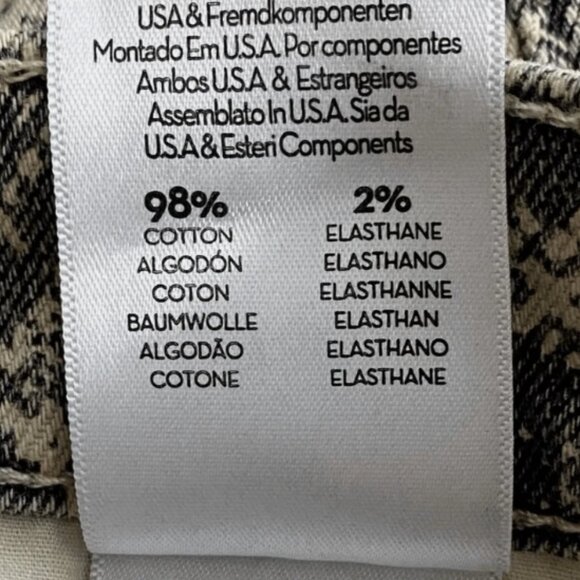 USA & Fremdkomponenten
Montado Em U.S.A. Por componentes
Ambos U.S.A & Estrangeiros
Assemblato In U.S.A. Sia da
U.S.A & Esteri Components
98% 2%
COTTON ELASTHANE
ALGODÓN ELASTHANO
COTON ELASTHANNE
BAUMWOLLE ELASTHAN
ALGODÃO ELASTHANO
COTONE ELASTHANE